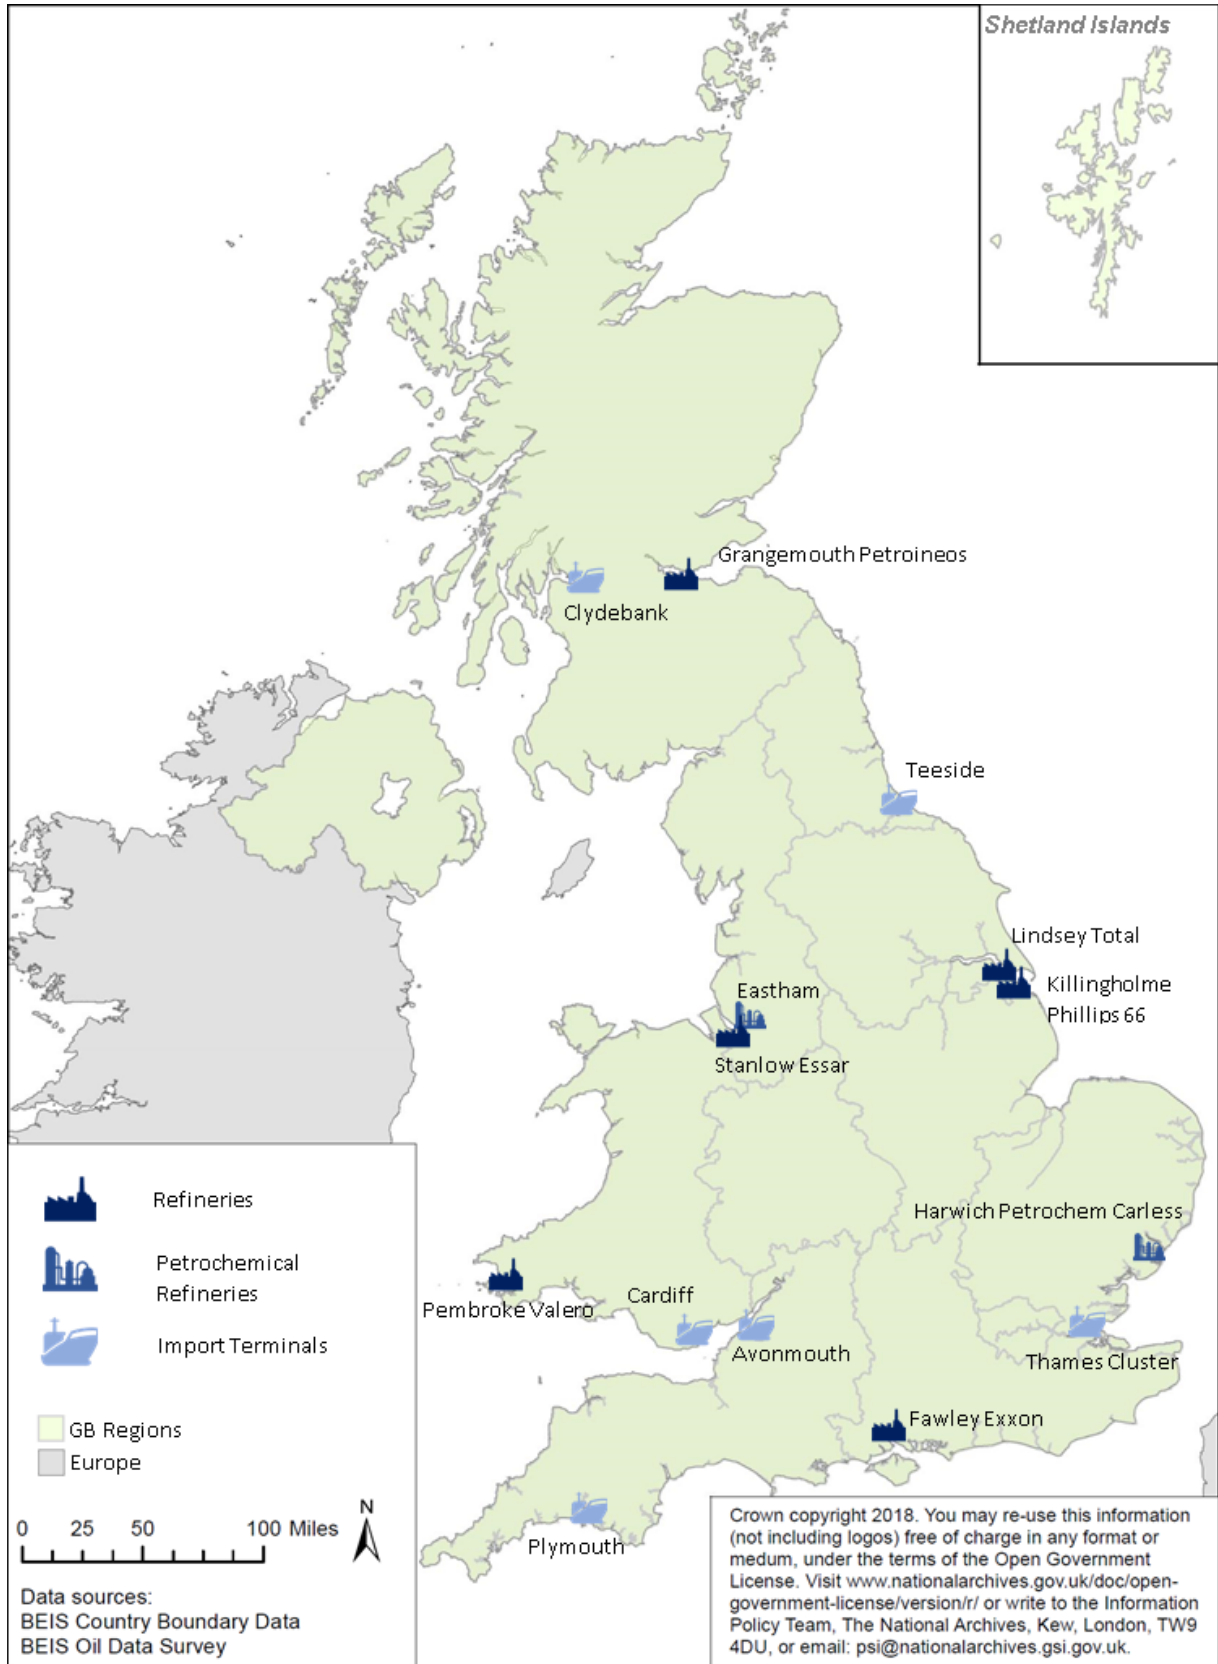 Shetland Islands
Grangemouth Petroineos
Clydebank
Teeside
Lindsey Total
Killingholme
Phillips 66
Eastham
Stanlow Essar
Harwich Petrochem Carless
Pembroke Valero
Cardiff
Avonmouth
Thames Cluster
Fawley Exxon
Plymouth
Refineries
Petrochemical
Refineries
Import Terminals
GB Regions
Europe
0 25 50 100 Miles
N
Data sources:
BEIS Country Boundary Data
BEIS Oil Data Survey
Crown copyright 2018. You may re-use this information
(not including logos) free of charge in any format or
medum, under the terms of the Open Government
License. Visit www.nationalarchives.gov.uk/doc/open-
government-license/version/r/ or write to the Information
Policy Team, The National Archives, Kew, London, TW9
4DU, or email: psi@nationalarchives.gsi.gov.uk.